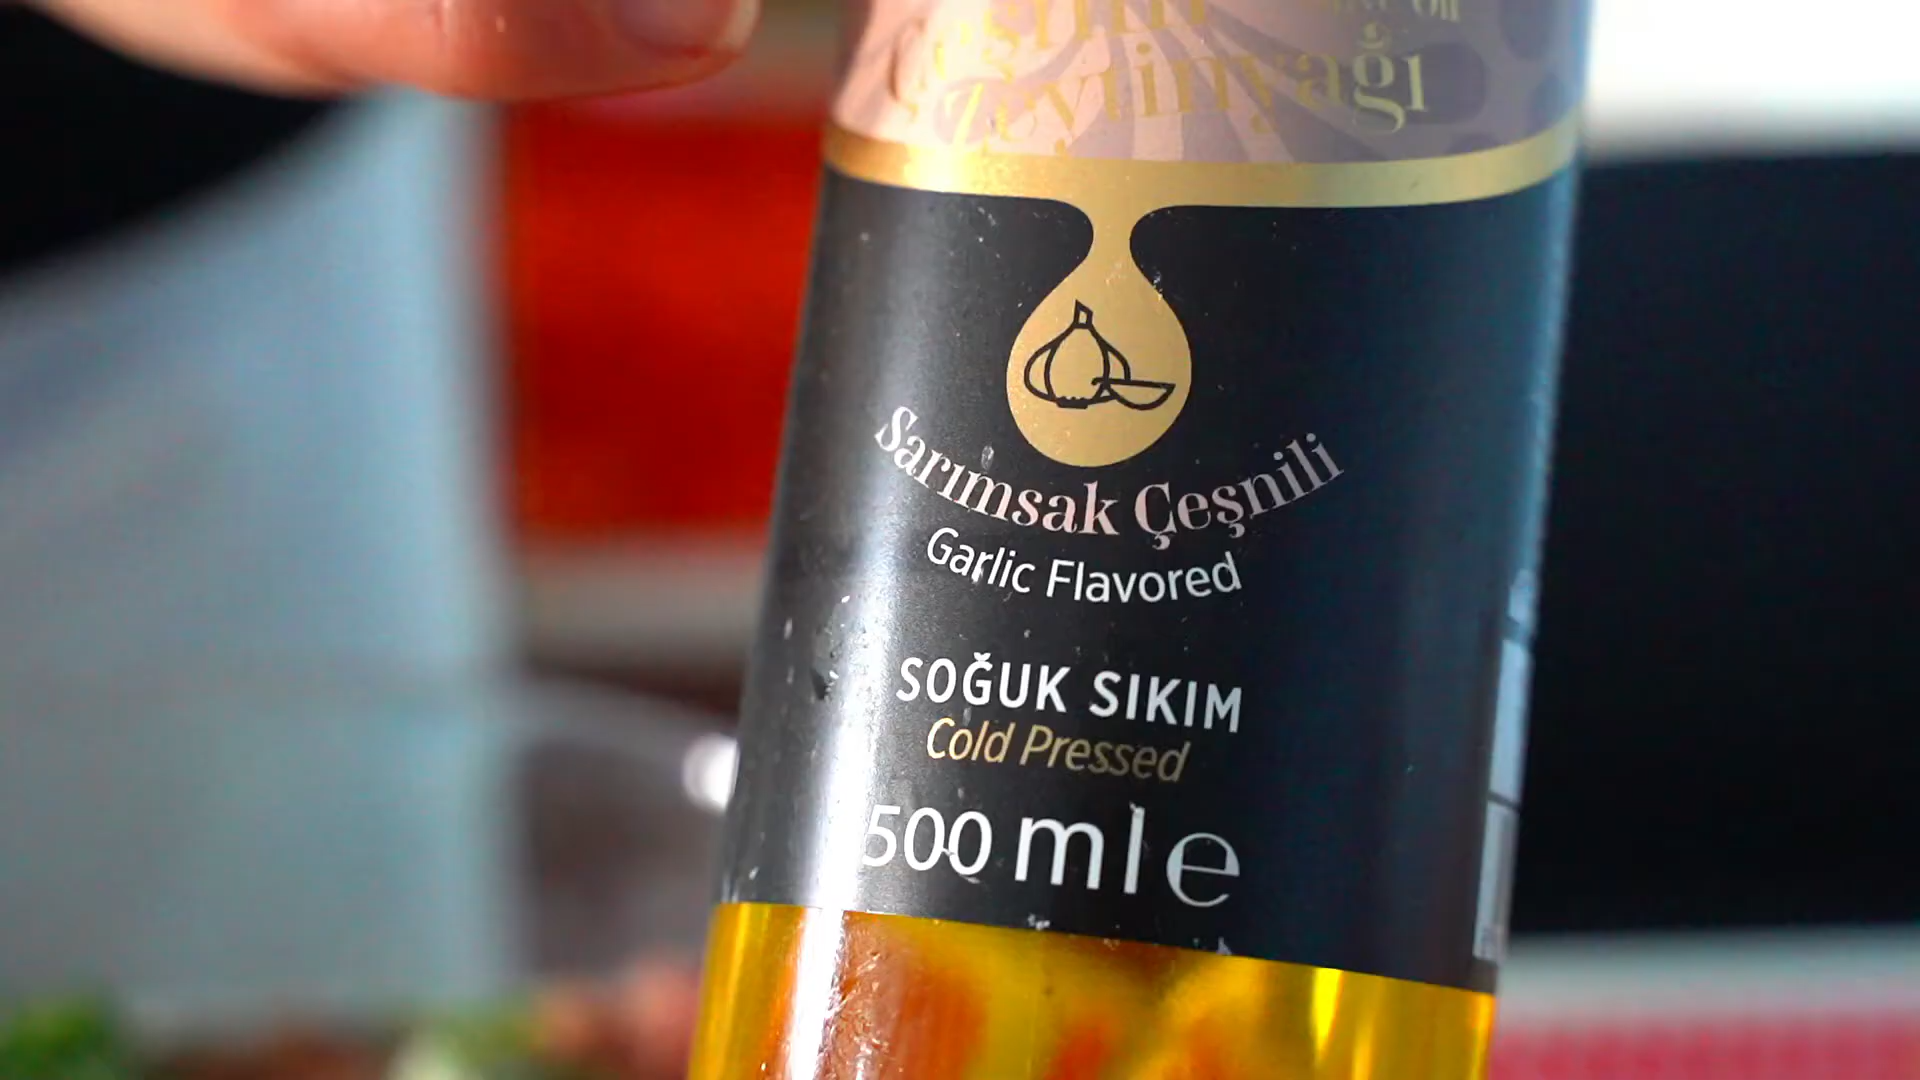 zeytinyağı
Sarımsak Çeşnili
Garlic Flavored
SOĞUK SIKIM
Cold Pressed
500 ml e